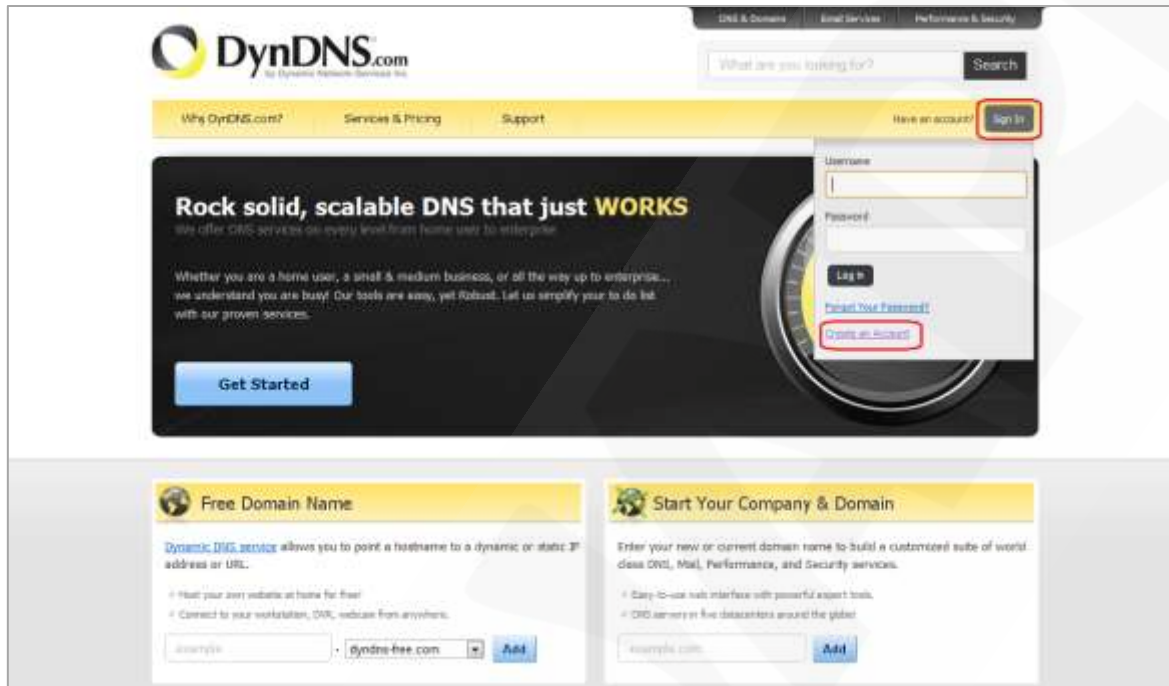 DNS & Domains Email Services Performance & Security
DynDNS.com
by Dynamic Network Services Inc.
What are you looking for? Search
Why DynDNS.com? Services & Pricing Support Have an account? Sign In
Username
Password
Log In
Forgot Your Password?
Create an Account
Rock solid, scalable DNS that just WORKS
We offer DNS services on every level from home user to enterprise
Whether you are a home user, a small & medium business, or all the way up to enterprise...
we understand you are busy! Our tools are easy, yet Robust. Let us simplify your to do list
with our proven services.
Get Started
Free Domain Name
Dynamic DNS service allows you to point a hostname to a dynamic or static IP
address or URL.
Host your own website at home for free!
Connect to your workstation, DVR, webcam from anywhere.
example . dyndns-free.com Add
Start Your Company & Domain
Enter your new or current domain name to build a customized suite of world
class DNS, Mail, Performance, and Security services.
Easy-to-use web interface with powerful expert tools.
DNS servers in five datacenters around the globe!
example.com Add